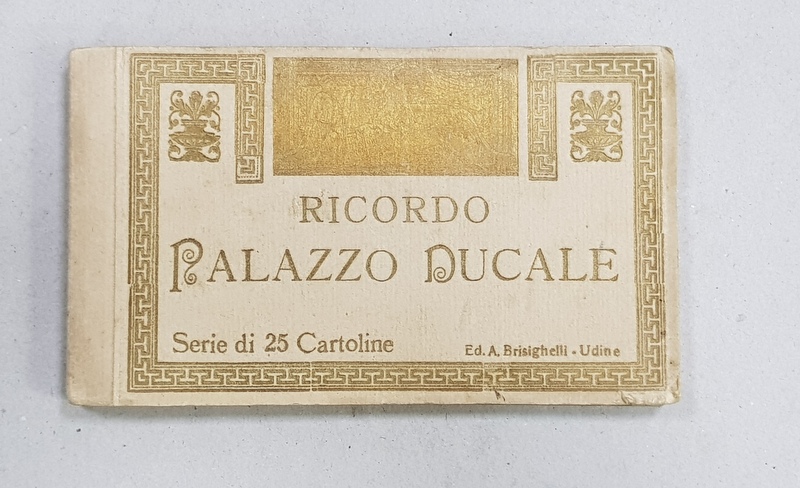 RICORDO
PALAZZO DUCALE
Serie di 25 Cartoline
Ed. A. Brisighelli - Udine